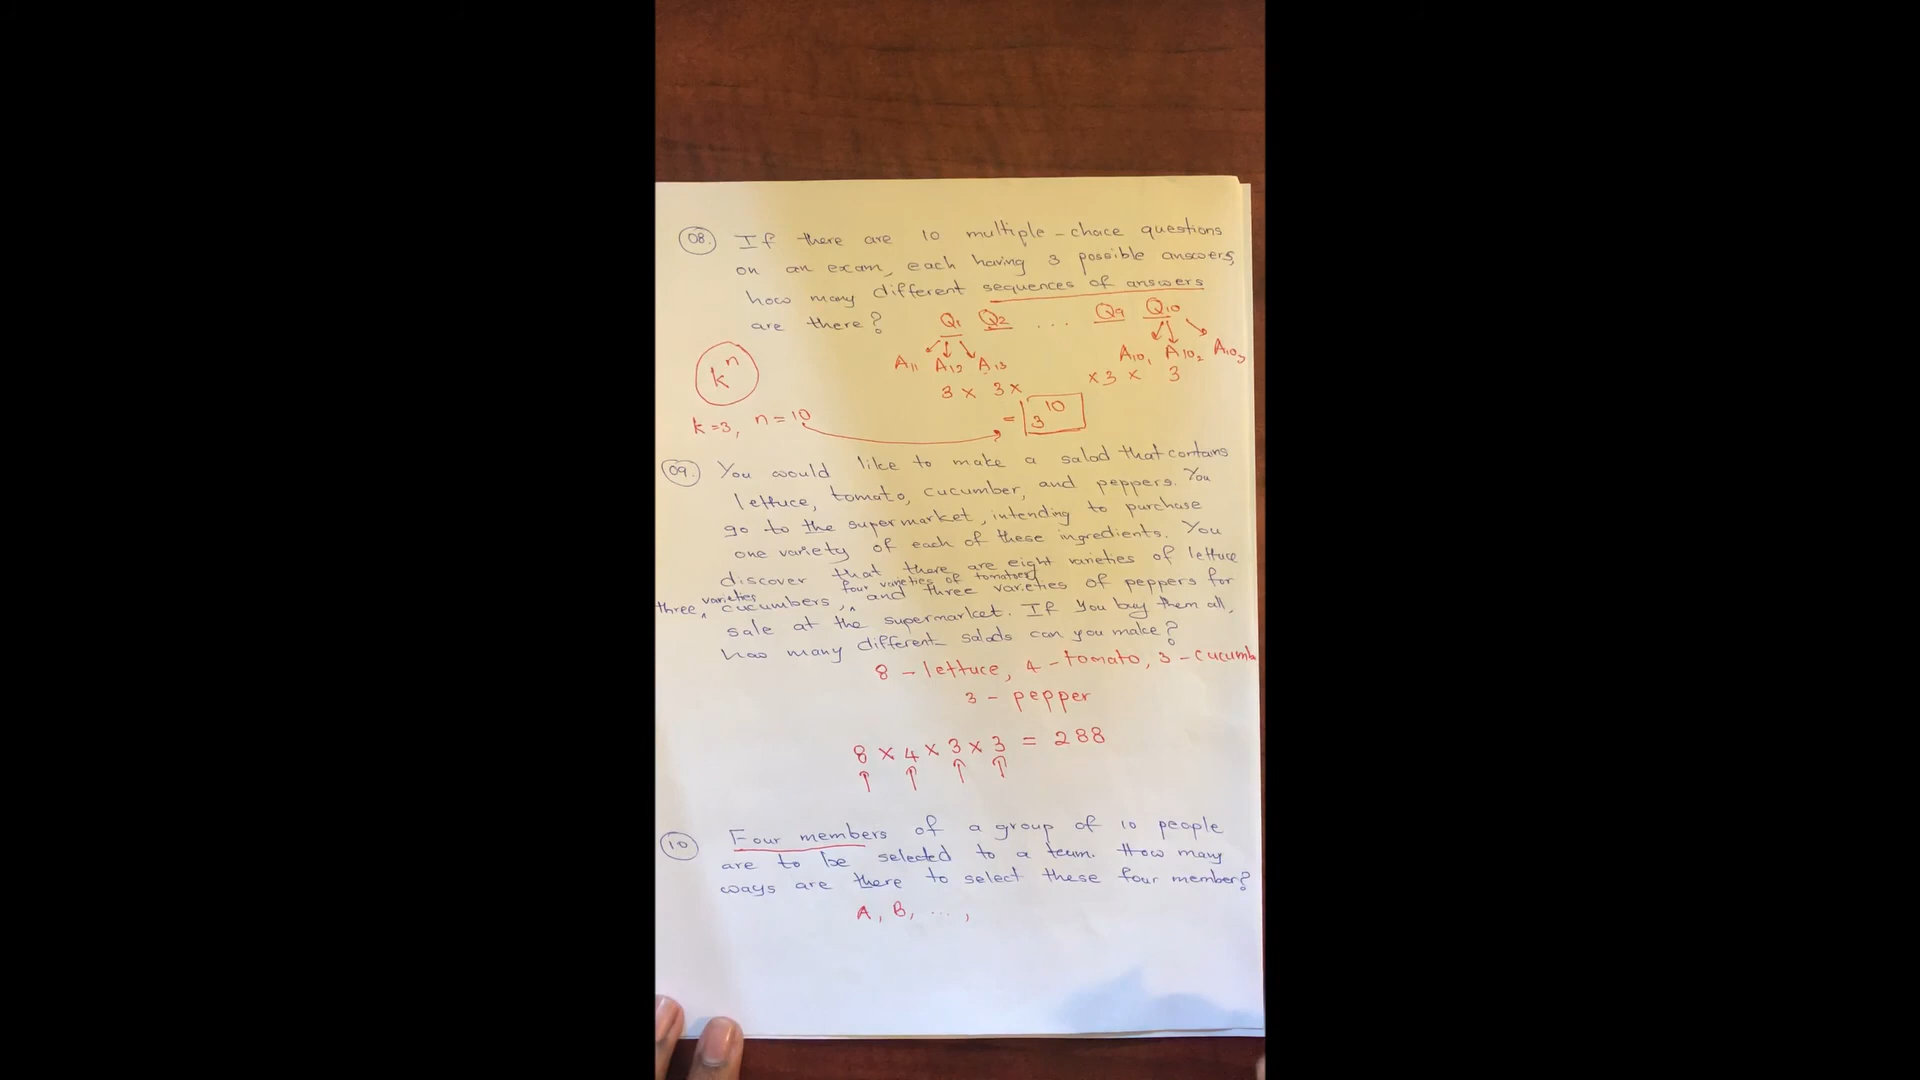 08. If there are 10 multiple-choice questions
on an exam, each having 3 possible answers,
how many different sequences of answers
are there?
Q1 Q2 ... Q9 Q10
A11 A12 A13 A10,1 A10,2 A10,3
3 × 3 × × 3 × 3
k^n
= 3^10
k=3, n=10
09. You would like to make a salad that contains
lettuce, tomato, cucumber, and peppers. You
go to the supermarket, intending to purchase
one variety of each of these ingredients. You
discover that there are eight varieties of lettuce
four varieties of tomatoes
three varieties cucumbers, and three varieties of peppers for
sale at the supermarket. If you buy them all,
how many different salads can you make?
8 - lettuce, 4 - tomato, 3 - cucumb
3 - pepper
8 × 4 × 3 × 3 = 288
10 Four members of a group of 10 people
are to be selected to a team. How many
ways are there to select these four member?
A, B, ...,